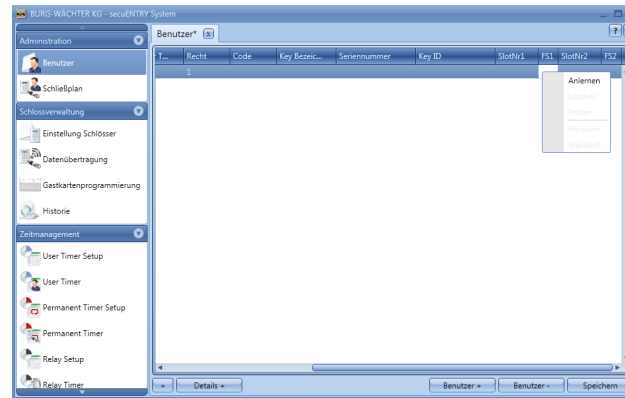 BURG-WÄCHTER KG - secuENTRY System
Administration
Benutzer
Schließplan
Schlossverwaltung
Einstellung Schlösser
Datenübertragung
Gastkartenprogrammierung
Historie
Zeitmanagement
User Timer Setup
User Timer
Permanent Timer Setup
Permanent Timer
Relay Setup
Relay Timer
Benutzer* x
?
T... Recht Code Key Bezeic... Seriennummer Key ID SlotNr1 FS1 SlotNr2 FS2
1
Anlernen
Löschen
Prüfen
Premium
Standard
Details +
Benutzer + Benutzer - Speichern